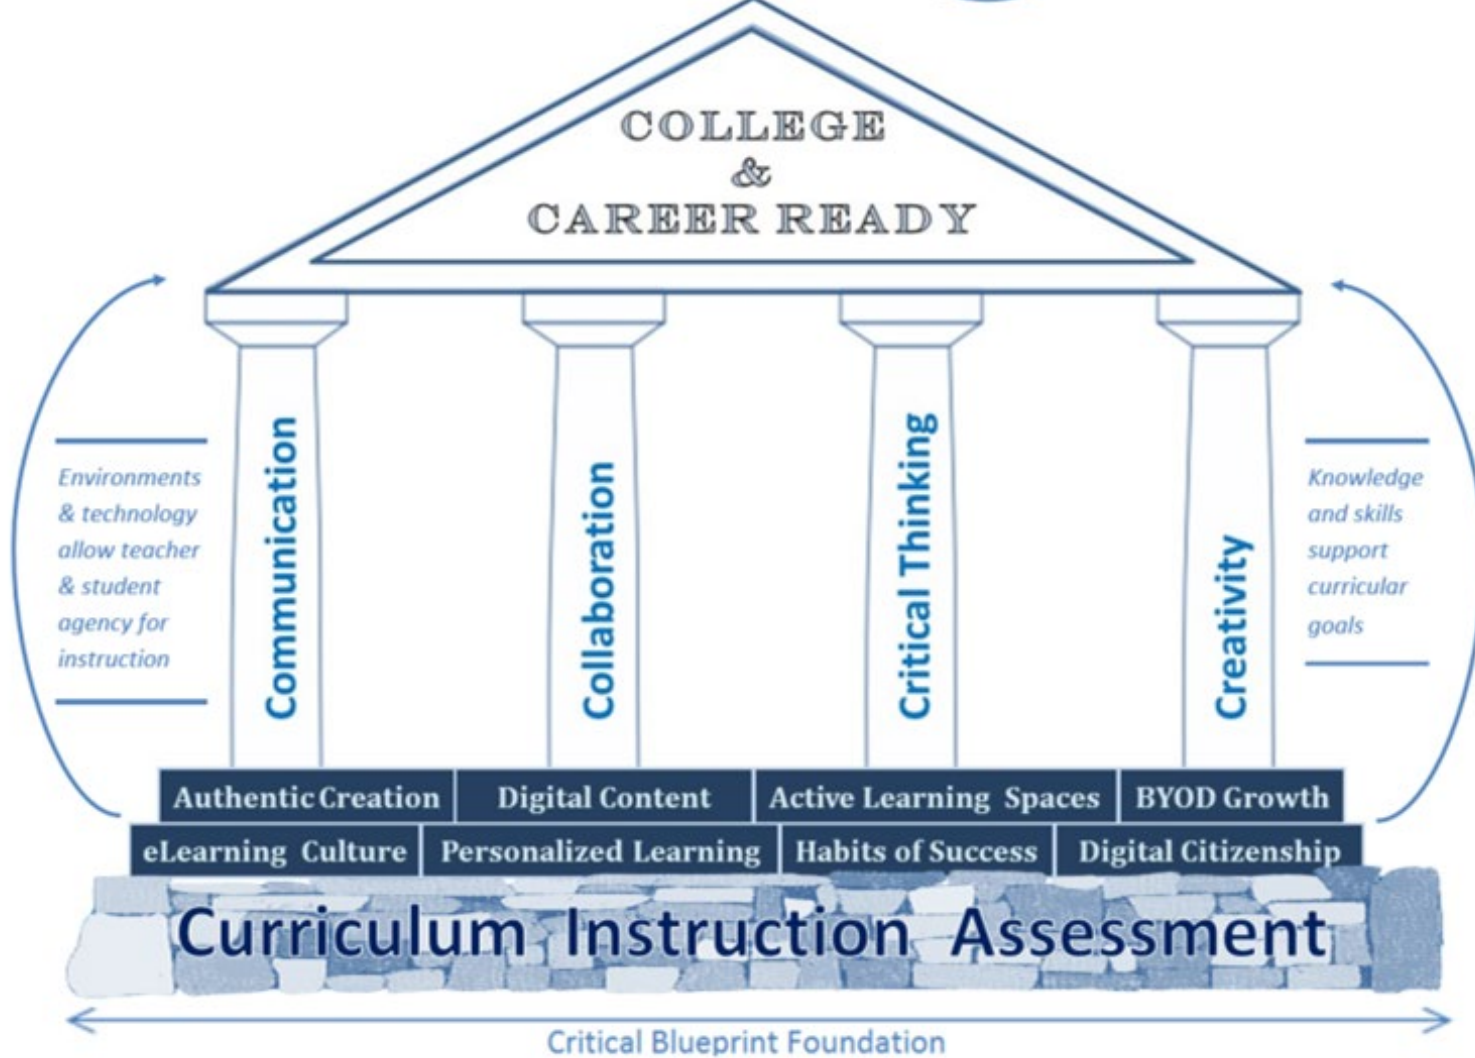 COLLEGE
&
CAREER READY
Environments
& technology
allow teacher
& student
agency for
instruction
Communication
Collaboration
Critical Thinking
Creativity
Knowledge
and skills
support
curricular
goals
Authentic Creation
Digital Content
Active Learning Spaces
BYOD Growth
eLearning Culture
Personalized Learning
Habits of Success
Digital Citizenship
Curriculum Instruction Assessment
Critical Blueprint Foundation